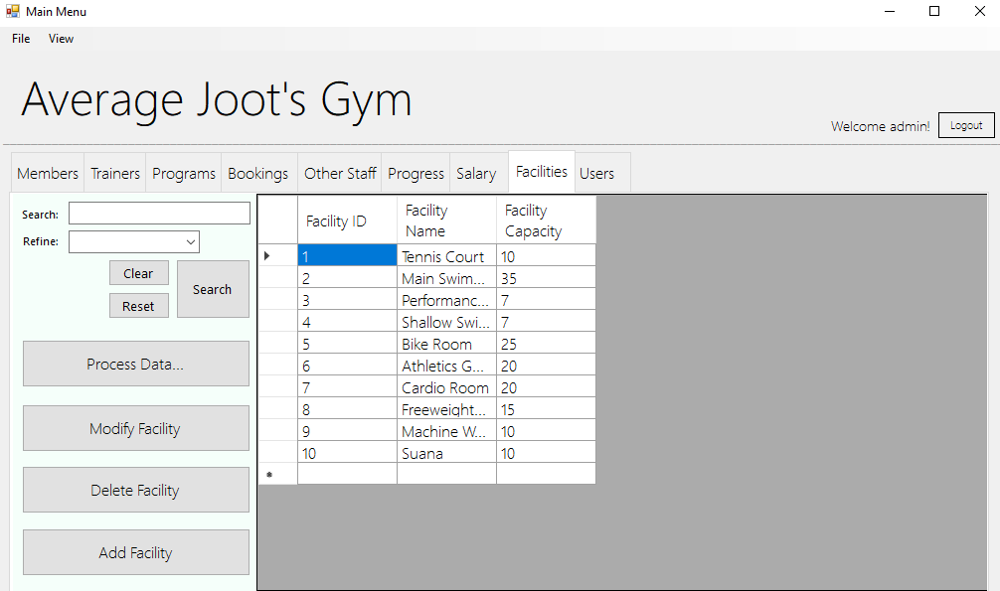 Main Menu
File View
Average Joot's Gym
Welcome admin! Logout
Members Trainers Programs Bookings Other Staff Progress Salary Facilities Users
Search:
Refine:
Clear
Reset
Search
Process Data...
Modify Facility
Delete Facility
Add Facility
Facility ID Facility Name Facility Capacity
1 Tennis Court 10
2 Main Swim... 35
3 Performanc... 7
4 Shallow Swi... 7
5 Bike Room 25
6 Athletics G... 20
7 Cardio Room 20
8 Freeweight... 15
9 Machine W... 10
10 Suana 10